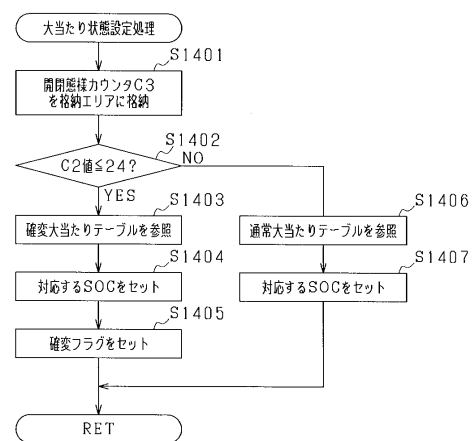 大当たり状態設定処理
S1401
開閉態様カウンタC3
を格納エリアに格納
S1402
C2値≦24?
NO
YES
S1403
確変大当たりテーブルを参照
S1404
対応するSOCをセット
S1405
確変フラグをセット
S1406
通常大当たりテーブルを参照
S1407
対応するSOCをセット
RET